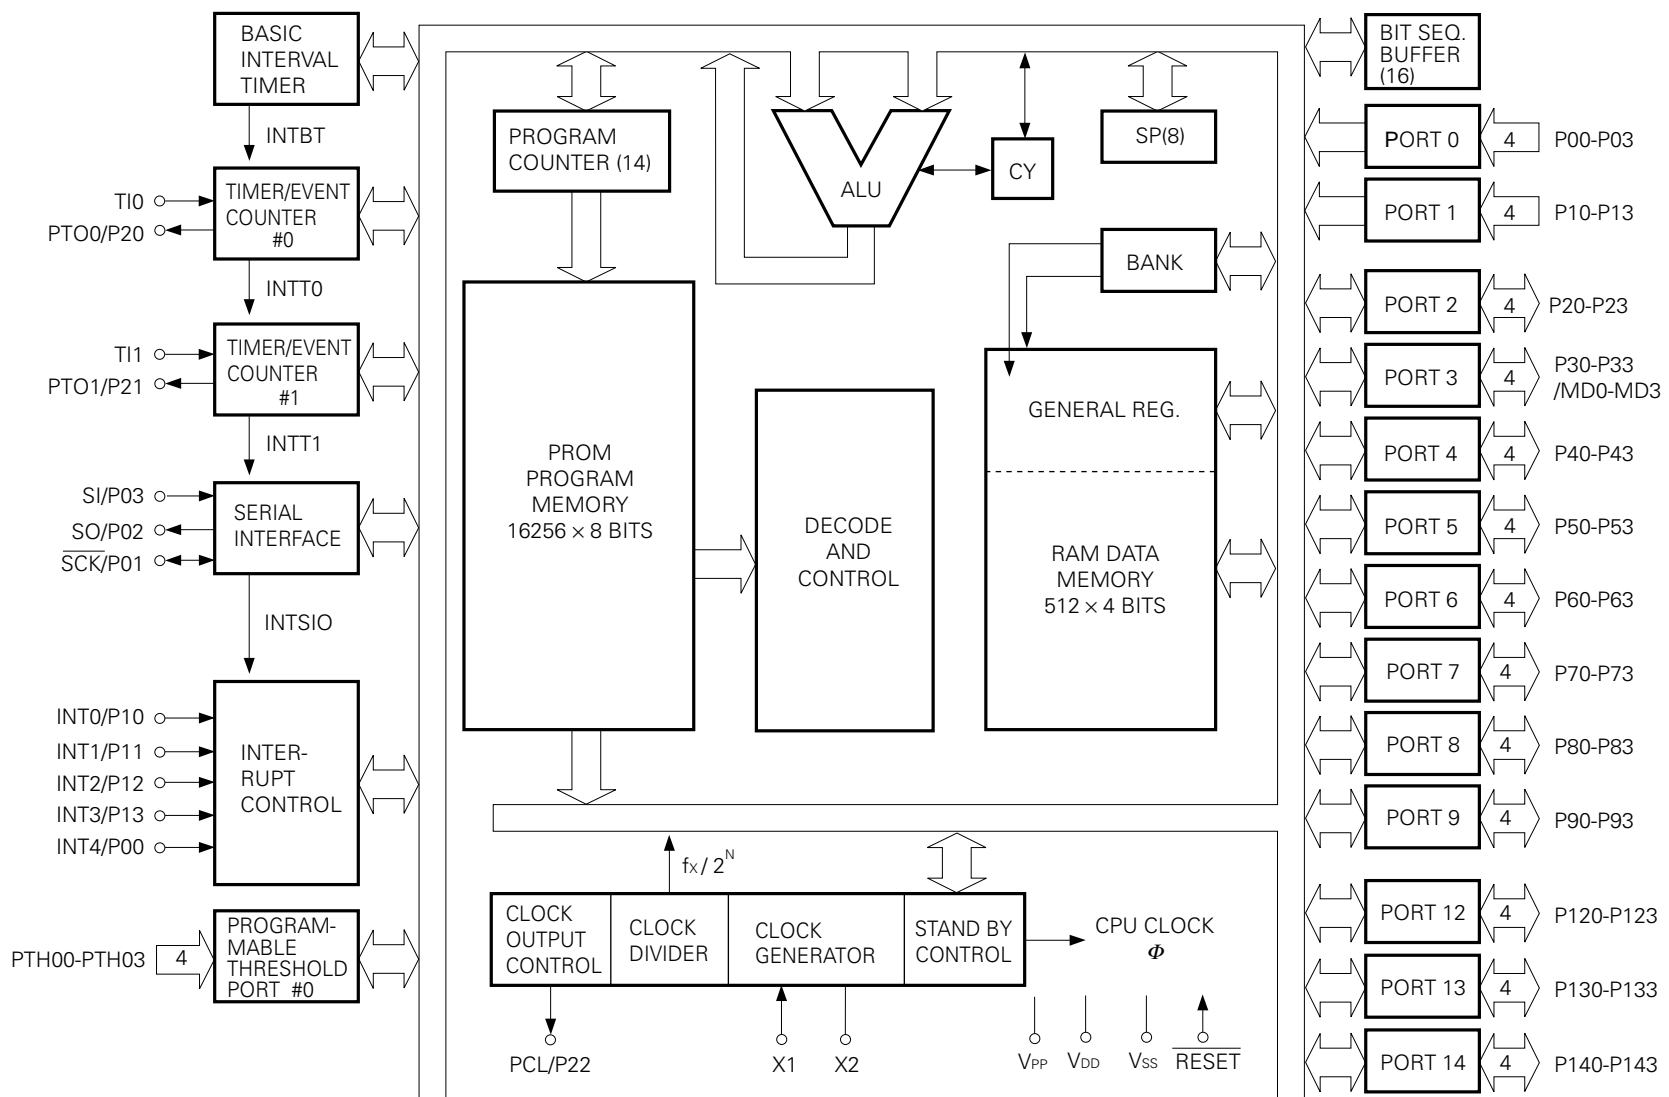 BASIC
INTERVAL
TIMER
INTBT
TI0
PTO0/P20
TIMER/EVENT
COUNTER
#0
INTT0
TI1
PTO1/P21
TIMER/EVENT
COUNTER
#1
INTT1
SI/P03
SO/P02
SCK/P01
SERIAL
INTERFACE
INTSIO
INT0/P10
INT1/P11
INT2/P12
INT3/P13
INT4/P00
INTER-
RUPT
CONTROL
PTH00-PTH03
4
PROGRAM-
MABLE
THRESHOLD
PORT #0
PROGRAM
COUNTER (14)
ALU
CY
SP(8)
BANK
PROM
PROGRAM
MEMORY
16256 × 8 BITS
DECODE
AND
CONTROL
GENERAL REG.
RAM DATA
MEMORY
512 × 4 BITS
fx / 2^N
CLOCK
OUTPUT
CONTROL
CLOCK
DIVIDER
CLOCK
GENERATOR
STAND BY
CONTROL
CPU CLOCK
Φ
PCL/P22
X1
X2
VPP
VDD
VSS
RESET
BIT SEQ.
BUFFER
(16)
PORT 0
4
P00-P03
PORT 1
4
P10-P13
PORT 2
4
P20-P23
PORT 3
4
P30-P33
/MD0-MD3
PORT 4
4
P40-P43
PORT 5
4
P50-P53
PORT 6
4
P60-P63
PORT 7
4
P70-P73
PORT 8
4
P80-P83
PORT 9
4
P90-P93
PORT 12
4
P120-P123
PORT 13
4
P130-P133
PORT 14
4
P140-P143